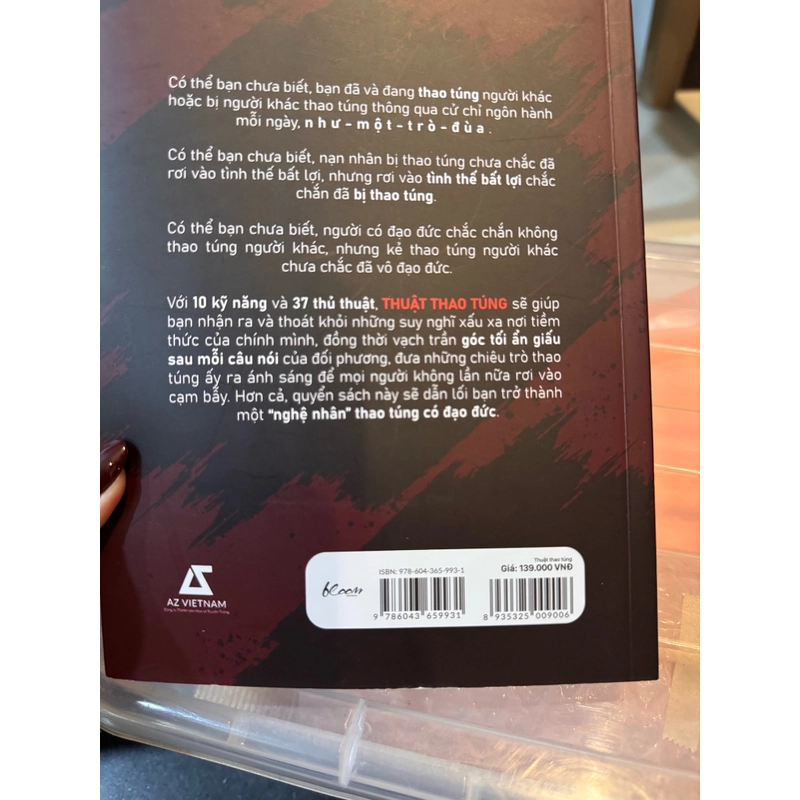 Có thể bạn chưa biết, bạn đã và đang thao túng người khác
hoặc bị người khác thao túng thông qua cử chỉ ngôn hành
mỗi ngày, n h ư – m ộ t – t r ò – đ ù a .
Có thể bạn chưa biết, nạn nhân bị thao túng chưa chắc đã
rơi vào tình thế bất lợi, nhưng rơi vào tình thế bất lợi chắc
chắn đã bị thao túng.
Có thể bạn chưa biết, người có đạo đức chắc chắn không
thao túng người khác, nhưng kẻ thao túng người khác
chưa chắc đã vô đạo đức.
Với 10 kỹ năng và 37 thủ thuật, THUẬT THAO TÚNG sẽ giúp
bạn nhận ra và thoát khỏi những suy nghĩ xấu xa nơi tiềm
thức của chính mình, đồng thời vạch trần góc tối ẩn giấu
sau mỗi câu nói của đối phương, đưa những chiêu trò thao
túng ấy ra ánh sáng để mọi người không lần nữa rơi vào
cạm bẫy. Hơn cả, quyển sách này sẽ dẫn lối bạn trở thành
một “nghệ nhân” thao túng có đạo đức.
AZ VIETNAM
Công ty TNHH Văn Hóa và Truyền Thông
bloom
ISBN: 978-604-365-993-1
9 786043 659931
Thuật thao túng
Giá: 139.000 VNĐ
8 935325 009006